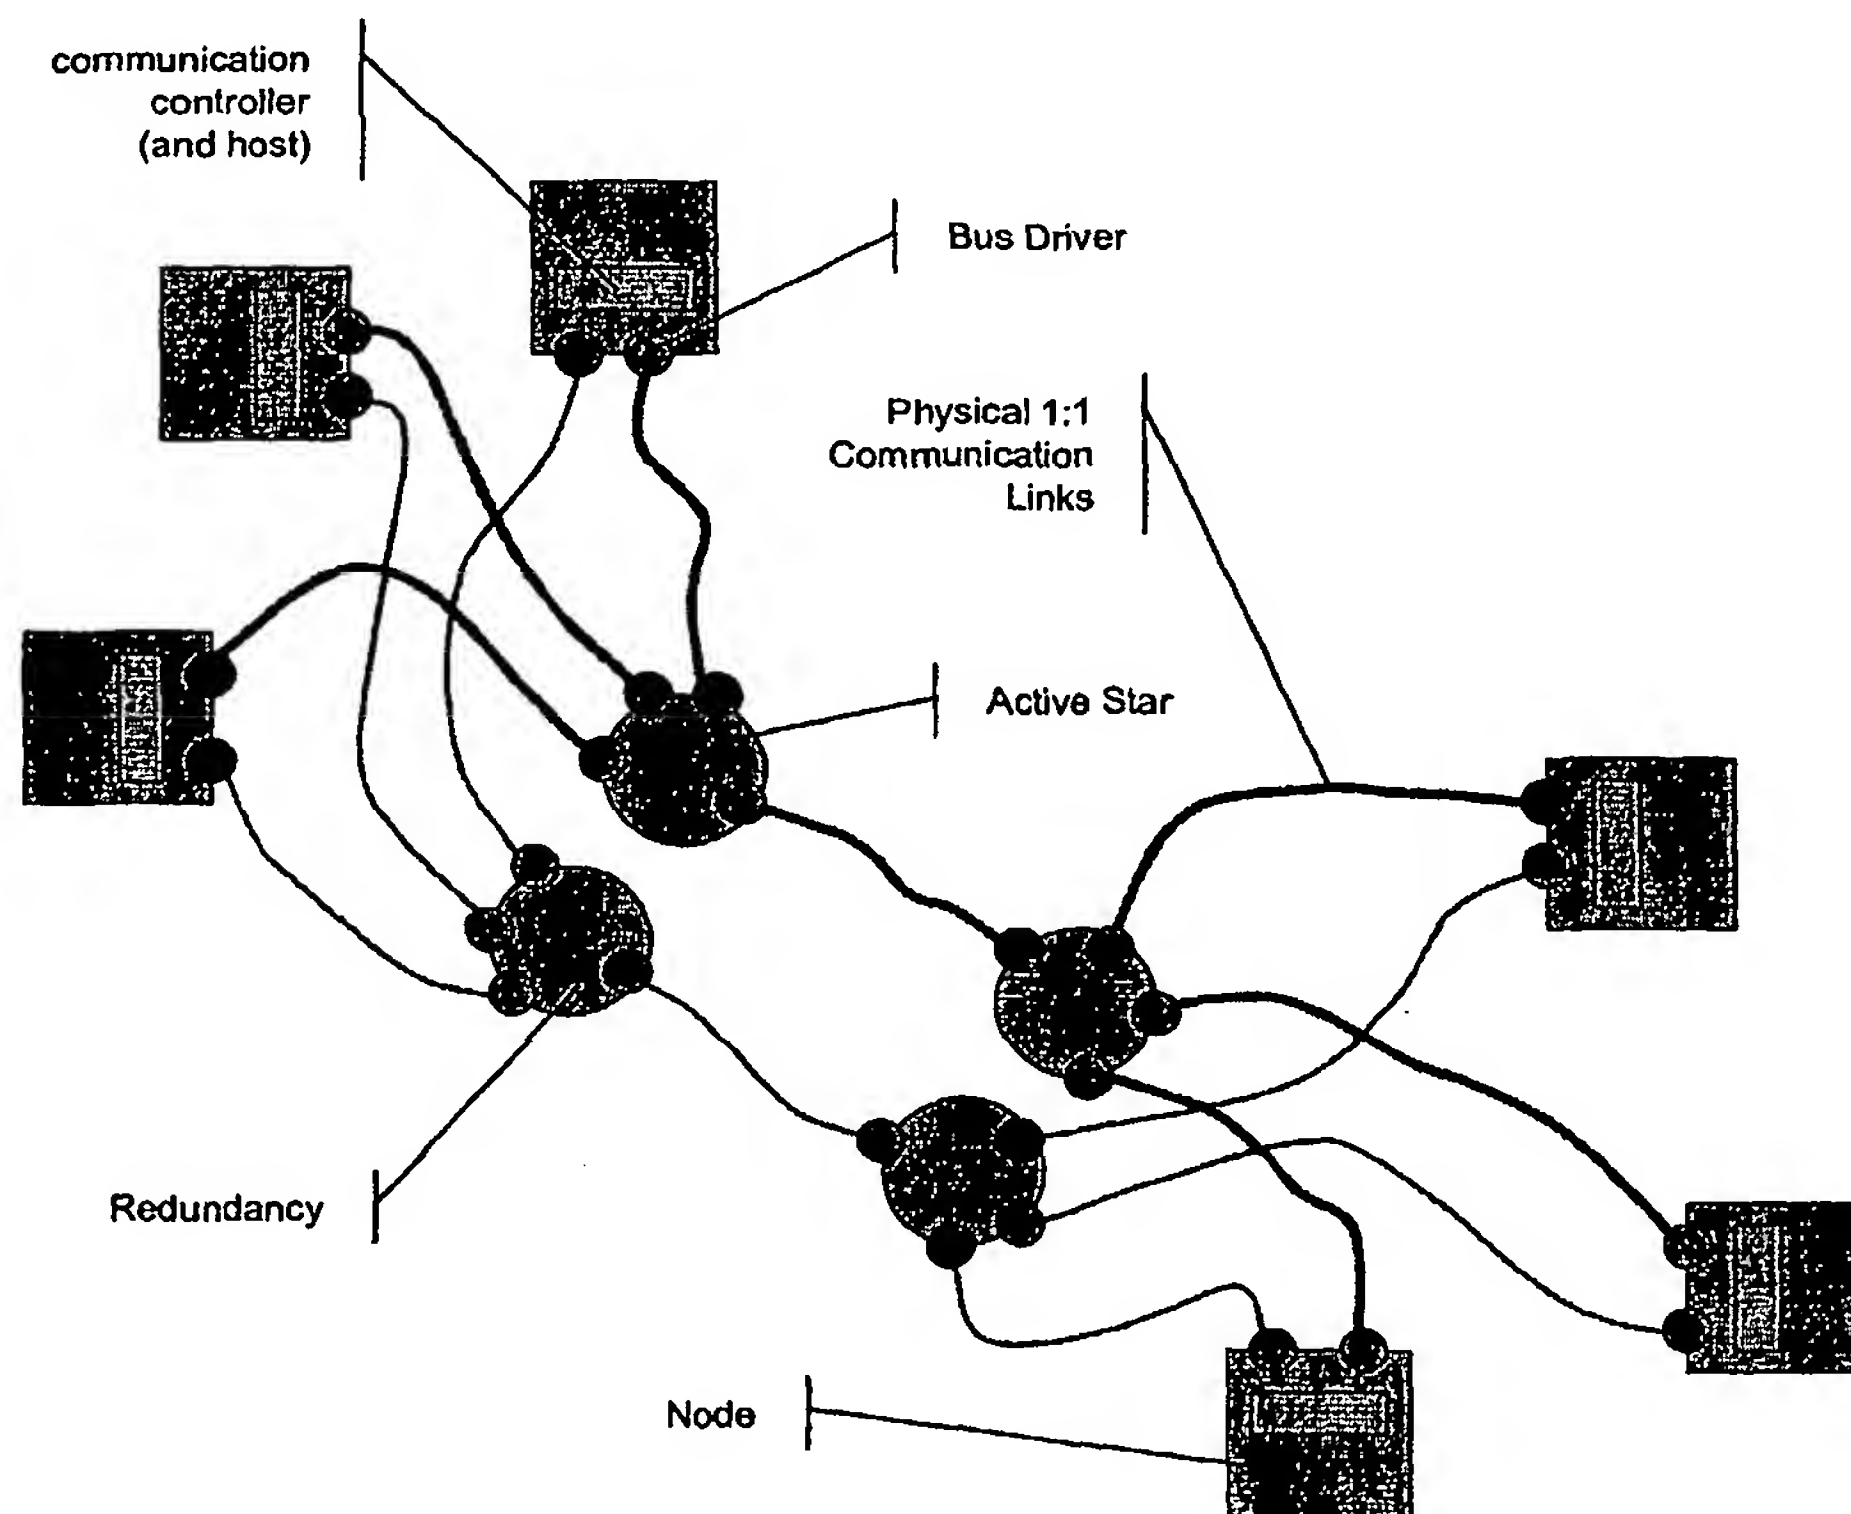 communication
controller
(and host)
Bus Driver
Physical 1:1
Communication
Links
Active Star
Redundancy
Node